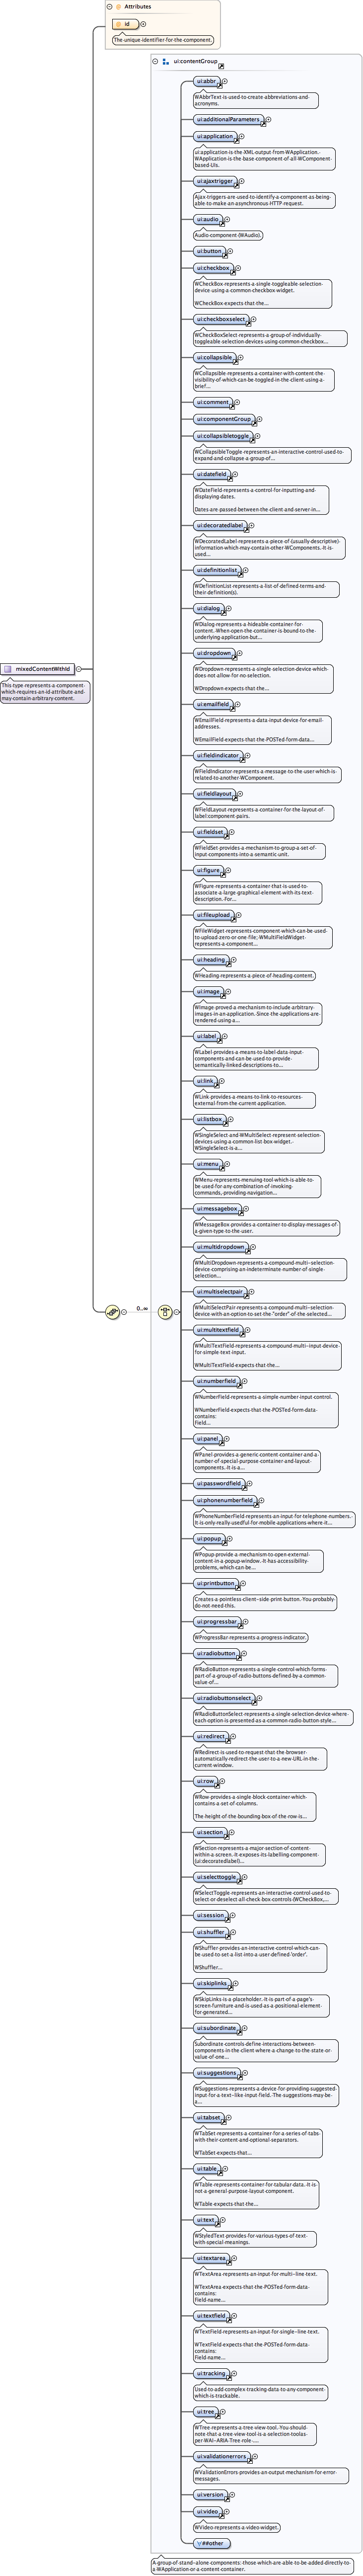 Attributes
@ id
The unique identifier for the component.
ui:contentGroup
ui:abbr
WAbbrText is used to create abbreviations and
acronyms.
ui:additionalParameters
ui:application
ui:application is the XML output from WApplication.
WApplication is the base component of all WComponent
based UIs.
ui:ajaxtrigger
Ajax triggers are used to identify a component as being
able to make an asynchronous HTTP request.
ui:audio
Audio component (WAudio).
ui:button
ui:checkbox
WCheckBox represents a single toggleable selection
device using a common checkbox widget.
WCheckBox expects that the...
ui:checkboxselect
WCheckBoxSelect represents a group of individually
toggleable selection devices using common checkbox...
ui:collapsible
WCollapsible represents a container with content the
visibility of which can be toggled in the client using a
brief...
ui:comment
ui:componentGroup
ui:collapsibletoggle
WCollapsibleToggle represents an interactive control used to
expand and collapse a group of...
ui:datefield
WDateField represents a control for inputting and
displaying dates.
Dates are passed between the client and server in...
ui:decoratedlabel
WDecoratedLabel represents a piece of (usually descriptive)
information which may contain other WComponents. It is
used...
ui:definitionlist
WDefinitionList represents a list of defined terms and
their definition(s).
ui:dialog
WDialog represents a hideable container for
content. When open the container is bound to the
underlying application but...
ui:dropdown
WDropdown represents a single selection device which
does not allow for no selection.
WDropdown expects that the...
ui:emailfield
WEmailField represents a data input device for email
addresses.
WEmailField expects that the POSTed form data...
ui:fieldindicator
WFieldIndicator represents a message to the user which is
related to another WComponent.
ui:fieldlayout
WFieldLayout represents a container for the layout of
label:component pairs.
ui:fieldset
WFieldSet provides a mechanism to group a set of
input components into a semantic unit.
ui:figure
WFigure represents a container that is used to
associate a large graphical element with its text
description. For...
ui:fileupload
WFileWidget represents component which can be used
to upload zero or one file; WMultiFieldWidget
represents a component...
ui:heading
WHeading represents a piece of heading content.
ui:image
WImage proved a mechanism to include arbitrary
images in an application. Since the applications are
rendered using a...
ui:label
WLabel provides a means to label data input
components and can be used to provide
semantically linked descriptions to...
ui:link
WLink provides a means to link to resources
external from the current application.
ui:listbox
WSingleSelect and WMultiSelect represent selection
devices using a common list box widget.
WSingleSelect is a...
mixedContentWithId
This type represents a component
which requires an id attribute and
may contain arbitrary content.
ui:menu
WMenu represents menuing tool which is able to
be used for any combination of invoking
commands, providing navigation...
ui:messagebox
WMessageBox provides a container to display messages of
a given type to the user.
ui:multidropdown
WMultiDropdown represents a compound multi-selection
device comprising an indeterminate number of single
selection...
ui:multiselectpair
WMultiSelectPair represents a compound multi-selection
device with an option to set the "order" of the selected...
0..∞
ui:multitextfield
WMultiTextField represents a compound multi-input device
for simple text input.
WMultiTextField expects that the...
ui:numberfield
WNumberField represents a simple number input control.
WNumberField expects that the POSTed form data
contains:
Field...
ui:panel
WPanel provides a generic content container and a
number of special purpose container and layout
components. It is a...
ui:passwordfield
ui:phonenumberfield
WPhoneNumberField represents an input for telephone numbers.
It is only really usedful for mobile applications where it...
ui:popup
WPopup provide a mechanism to open external
content in a popup window. It has accessibility
problems, which can be...
ui:printbutton
Creates a pointless client-side print button. You probably
do not need this.
ui:progressbar
WProgressBar represents a progress indicator.
ui:radiobutton
WRadioButton represents a single control which forms
part of a group of radio buttons defined by a common
value of...
ui:radiobuttonselect
WRadioButtonSelect represents a single selection device where
each option is presented as a common radio button style...
ui:redirect
WRedirect is used to request that the browser
automatically redirect the user to a new URL in the
current window.
ui:row
WRow provides a single block container which
contains a set of columns.
The height of the bounding box of the row is...
ui:section
WSection represents a major section of content
within a screen. It exposes its labelling component
(ui:decoratedlabel)...
ui:selecttoggle
WSelectToggle represents an interactive control used to
select or deselect all check box controls (WCheckBox,...
ui:session
ui:shuffler
WShuffler provides an interactive control which can
be used to set a list into a user defined 'order'.
WShuffler...
ui:skiplinks
WSkipLinks is a placeholder. It is part of a page's
screen furniture and is used as a positional element
for generated...
ui:subordinate
Subordinate controls define interactions between
components in the client where a change to the state or
value of one...
ui:suggestions
WSuggestions represents a device for providing suggested
input for a text-like input field. The suggestions may be
a...
ui:tabset
WTabSet represents a container for a series of tabs
with their content and optional separators.
WTabSet expects that...
ui:table
WTable represents container for tabular data. It is
not a general purpose layout component.
WTable expects that the...
ui:text
WStyledText provides for various types of text
with special meanings.
ui:textarea
WTextArea represents an input for multi-line text.
WTextArea expects that the POSTed form data
contains:
Field name...
ui:textfield
WTextField represents an input for single-line text.
WTextField expects that the POSTed form data
contains:
Field name...
ui:tracking
Used to add complex tracking data to any component
which is trackable.
ui:tree
WTree represents a tree view tool. You should
note that a tree view tool is a selection tool as
per WAI-ARIA Tree role -...
ui:validationerrors
WValidationErrors provides an output mechanism for error
messages.
ui:version
ui:video
WVideo represents a video widget.
##other
A group of stand-alone components: those which are able to be added directly to
a WApplication or a content container.